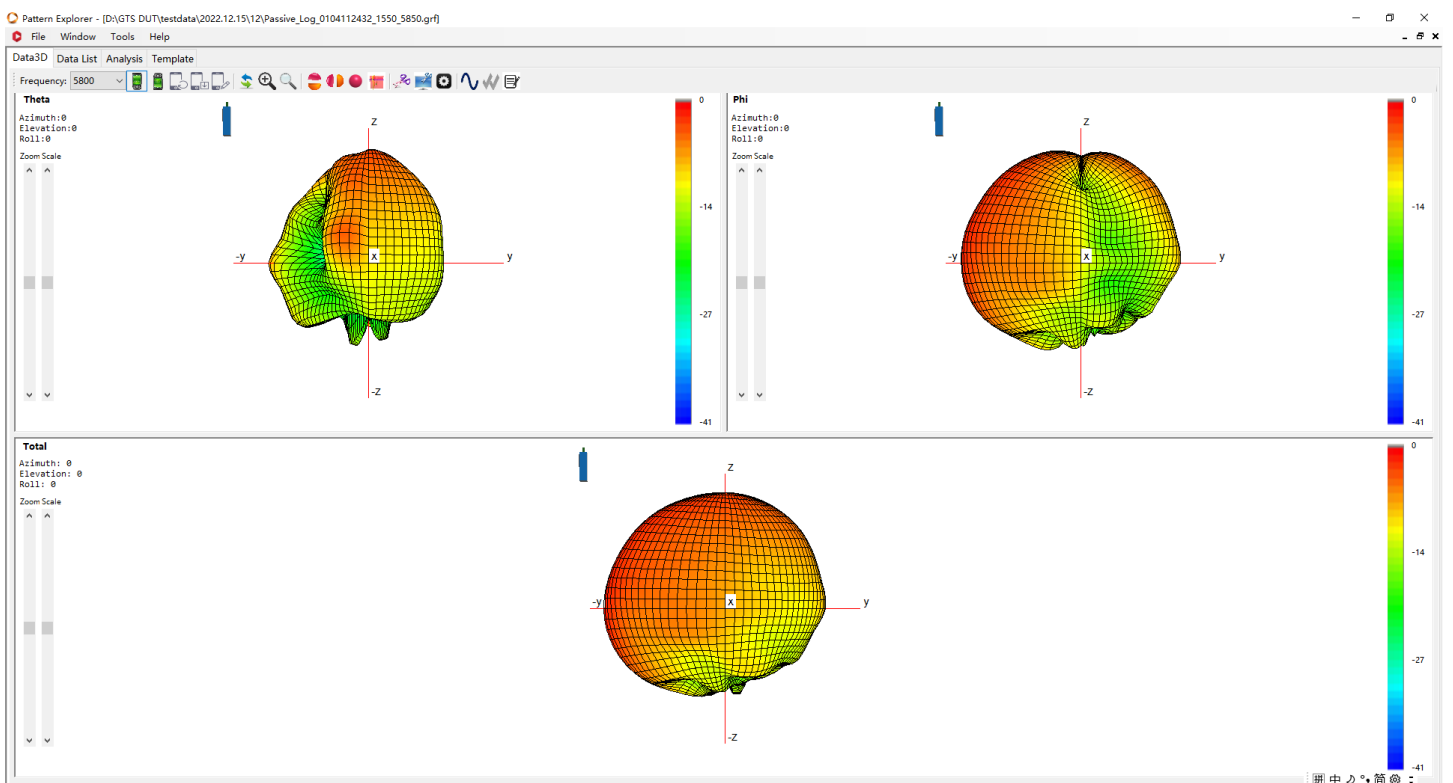 Pattern Explorer - [D:\GTS DUT\testdata\2022.12.15\12\Passive_Log_0104112432_1550_5850.grf]
File Window Tools Help
Data3D Data List Analysis Template
Frequency: 5800
Theta
Azimuth:0
Elevation:0
Roll:0
Zoom Scale
Z
-y
X
y
-Z
0
-14
-27
-41
Phi
Azimuth:0
Elevation:0
Roll:0
Zoom Scale
Z
-y
X
y
-Z
0
-14
-27
-41
Total
Azimuth: 0
Elevation: 0
Roll: 0
Zoom Scale
Z
-y
X
y
-Z
0
-14
-27
-41
拼 中 简